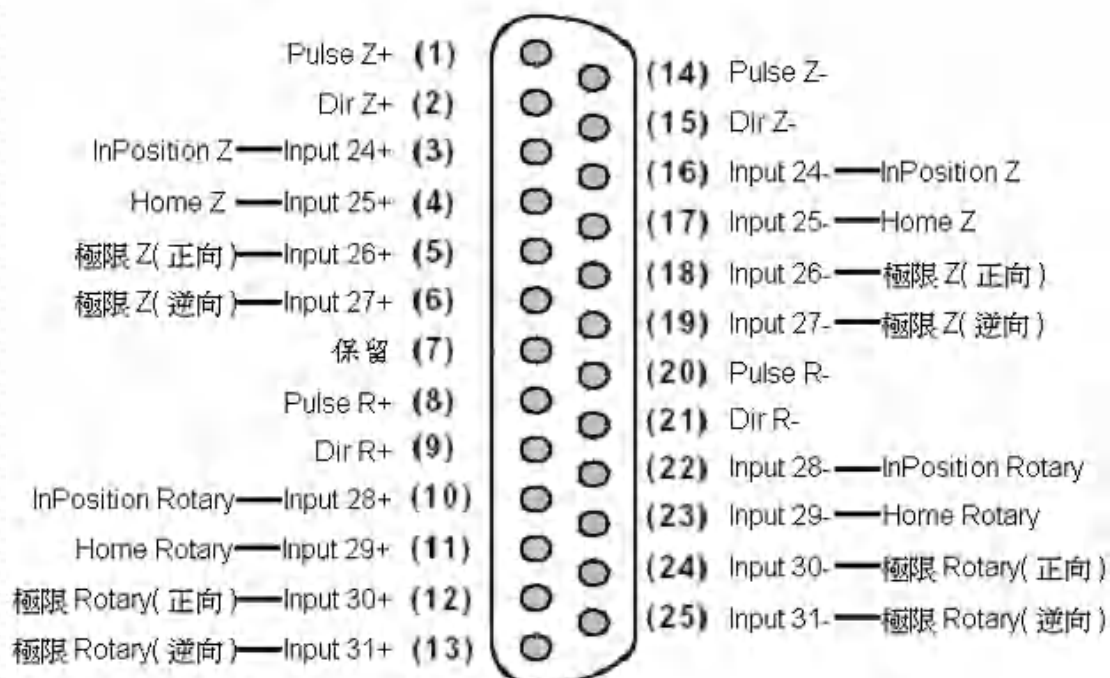 Pulse Z+ (1)
Dir Z+ (2)
InPosition Z Input 24+ (3)
Home Z Input 25+ (4)
極限 Z( 正向 ) Input 26+ (5)
極限 Z( 逆向 ) Input 27+ (6)
保留 (7)
Pulse R+ (8)
Dir R+ (9)
InPosition Rotary Input 28+ (10)
Home Rotary Input 29+ (11)
極限 Rotary( 正向 ) Input 30+ (12)
極限 Rotary( 逆向 ) Input 31+ (13)
(14) Pulse Z-
(15) Dir Z-
(16) Input 24- InPosition Z
(17) Input 25- Home Z
(18) Input 26- 極限 Z( 正向 )
(19) Input 27- 極限 Z( 逆向 )
(20) Pulse R-
(21) Dir R-
(22) Input 28- InPosition Rotary
(23) Input 29- Home Rotary
(24) Input 30- 極限 Rotary( 正向 )
(25) Input 31- 極限 Rotary( 逆向 )